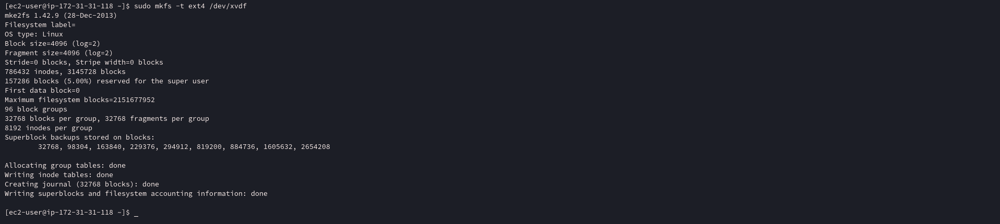 [ec2-user@ip-172-31-31-118 ~]$ sudo mkfs -t ext4 /dev/xvdf
mke2fs 1.42.9 (28-Dec-2013)
Filesystem label=
OS type: Linux
Block size=4096 (log=2)
Fragment size=4096 (log=2)
Stride=0 blocks, Stripe width=0 blocks
786432 inodes, 3145728 blocks
157286 blocks (5.00%) reserved for the super user
First data block=0
Maximum filesystem blocks=2151677952
96 block groups
32768 blocks per group, 32768 fragments per group
8192 inodes per group
Superblock backups stored on blocks:
        32768, 98304, 163840, 229376, 294912, 819200, 884736, 1605632, 2654208

Allocating group tables: done
Writing inode tables: done
Creating journal (32768 blocks): done
Writing superblocks and filesystem accounting information: done

[ec2-user@ip-172-31-31-118 ~]$ _